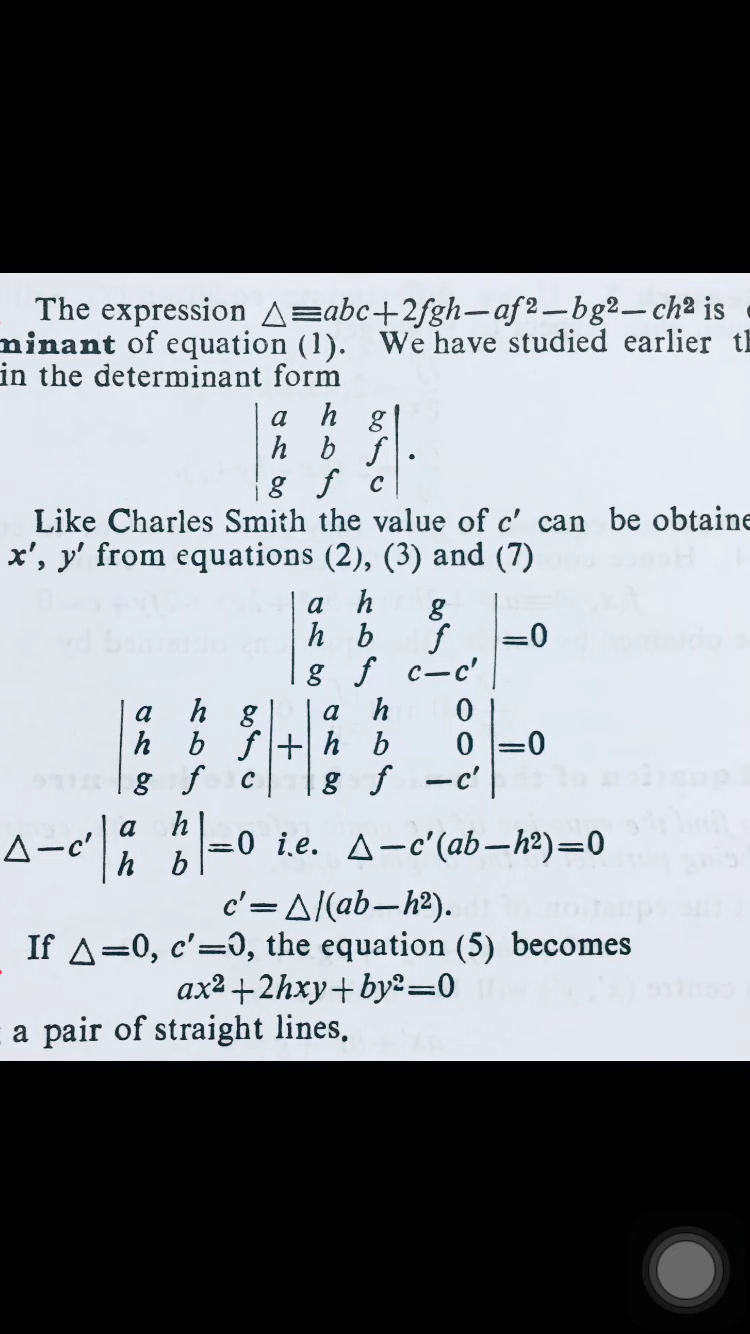 The expression △≡abc+2fgh−af²−bg²−ch² is
minant of equation (1). We have studied earlier
in the determinant form
| a h g |
| h b f | .
| g f c |
Like Charles Smith the value of c′ can be
x′, y′ from equations (2), (3) and (7)
| a h g |
| h b f | =0
| g f c−c′ |
| a h g | | a h 0 |
| h b f | + | h b 0 | =0
| g f c | | g f −c′ |
△−c′ | a h | =0 i.e. △−c′(ab−h²)=0
| h b |
c′=△/(ab−h²).
If △=0, c′=0, the equation (5) becomes
ax²+2hxy+by²=0
a pair of straight lines.